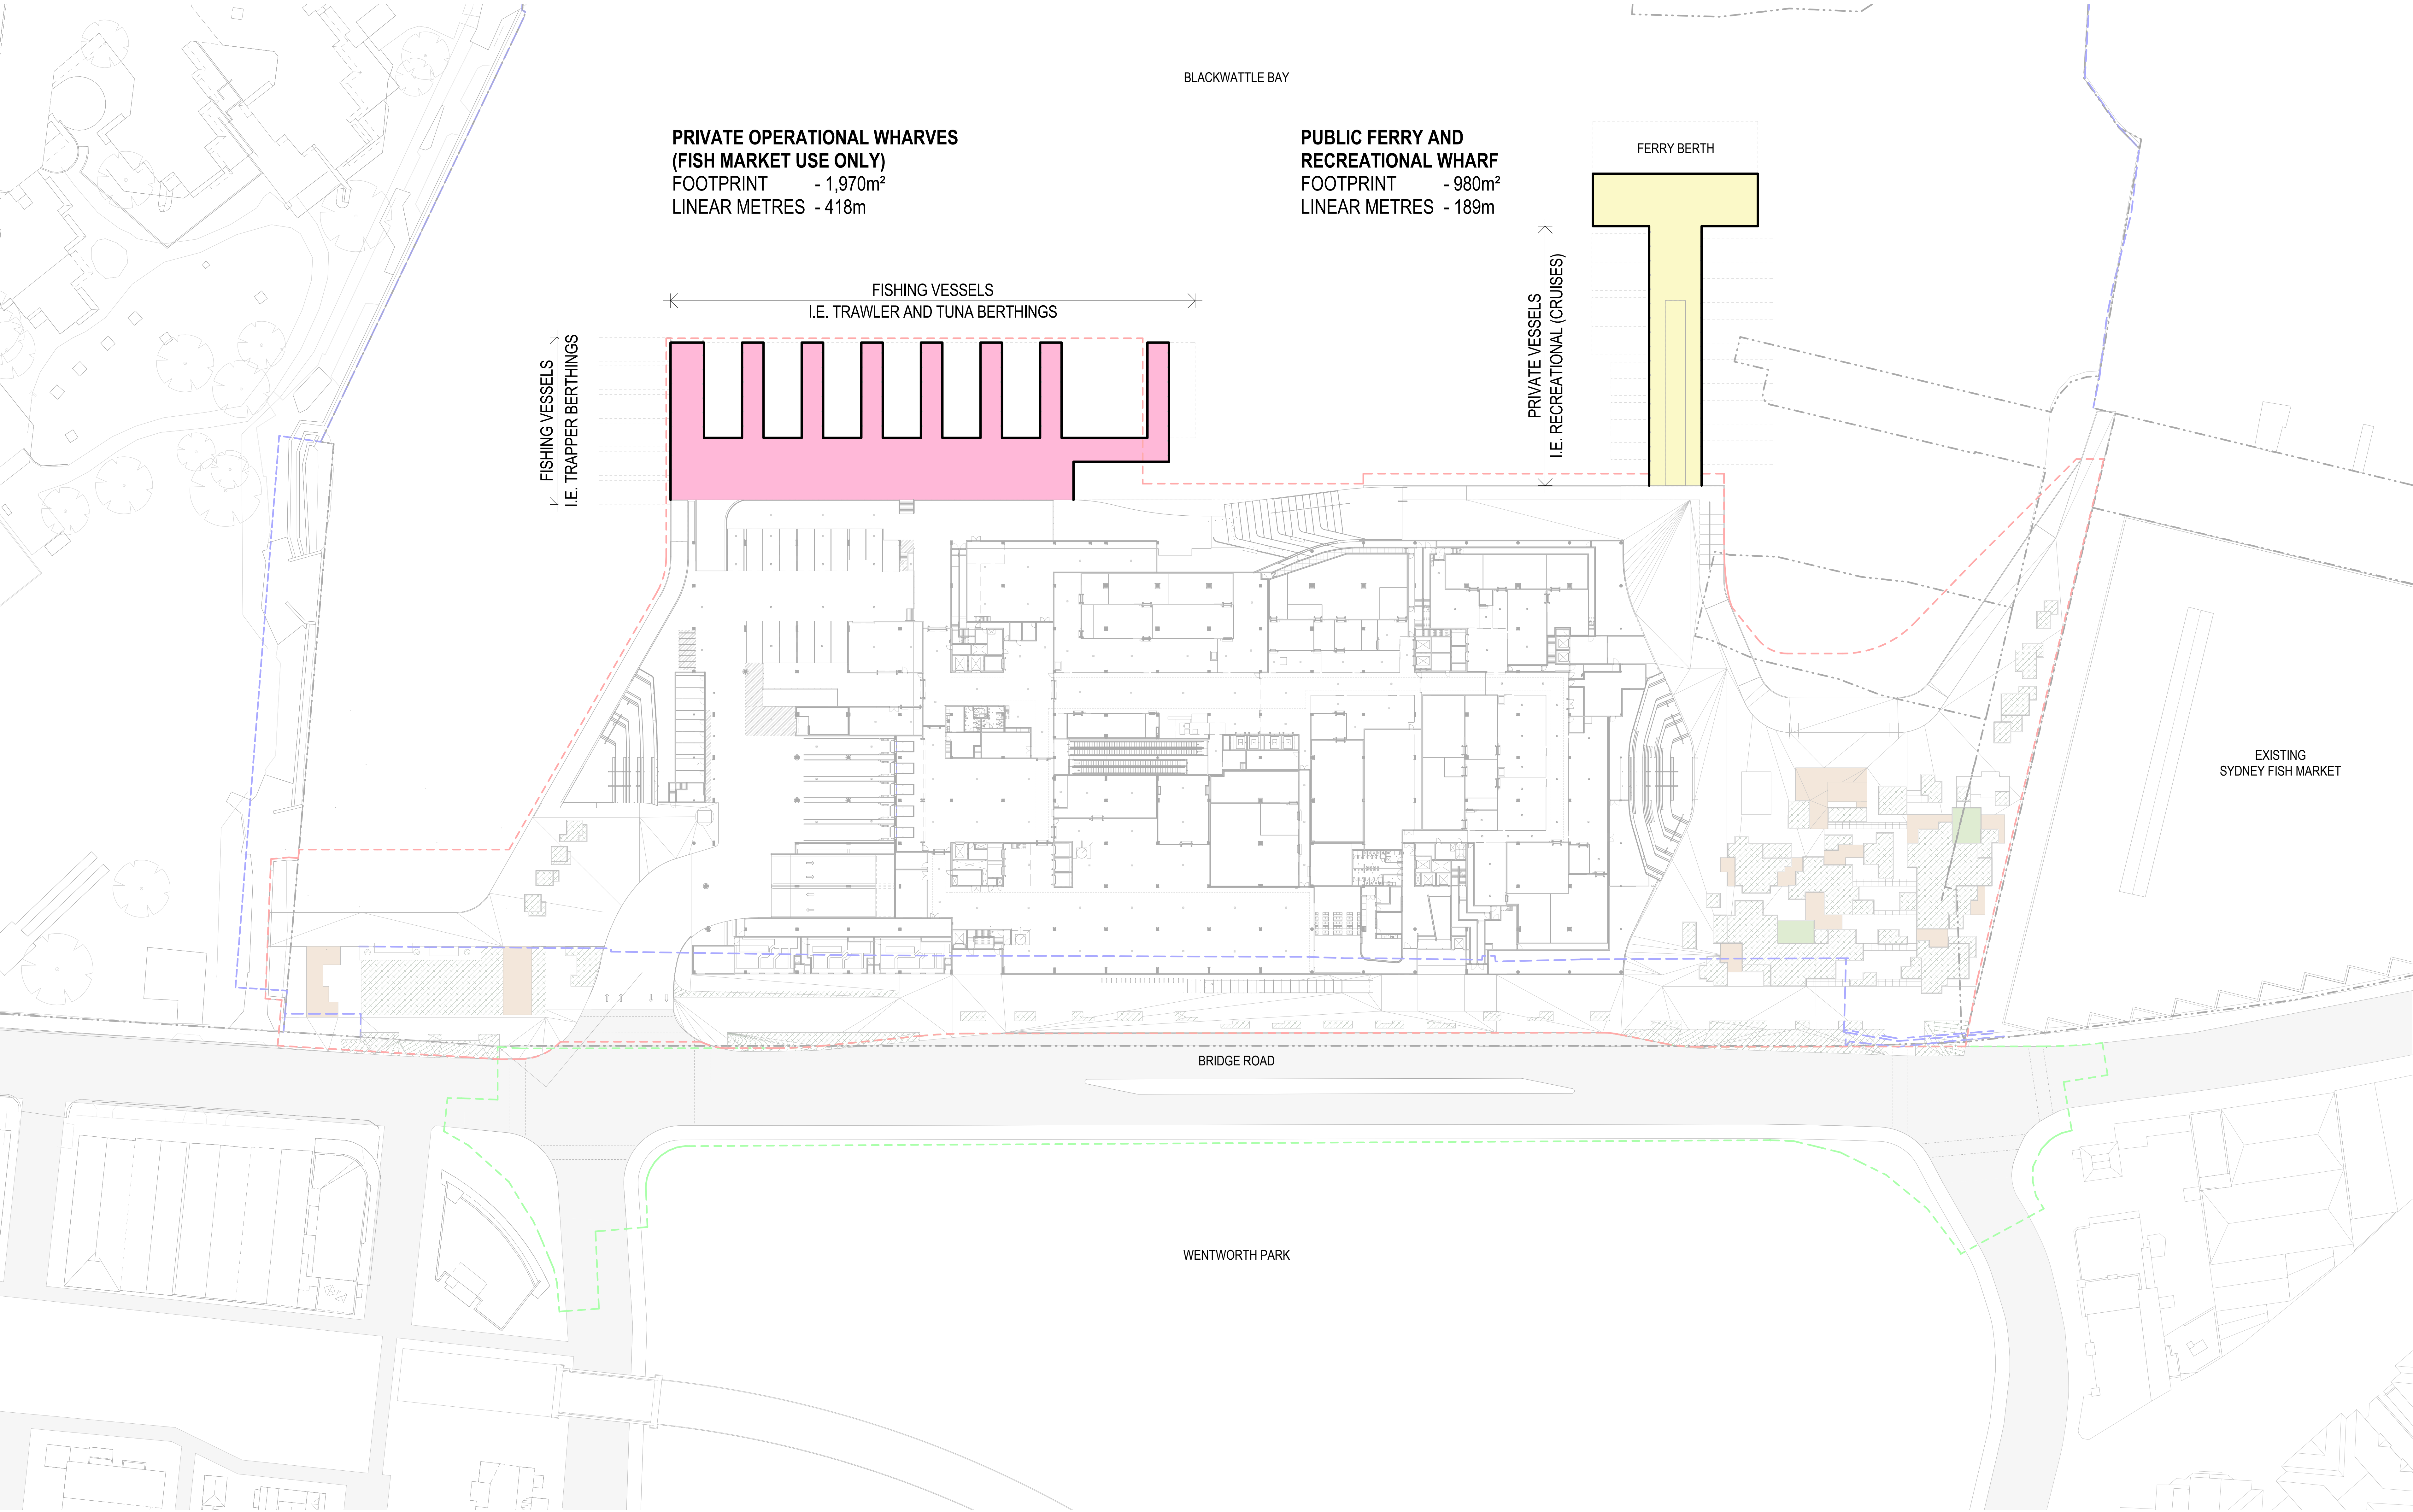 BLACKWATTLE BAY
PRIVATE OPERATIONAL WHARVES
(FISH MARKET USE ONLY)
FOOTPRINT - 1,970m²
LINEAR METRES - 418m
PUBLIC FERRY AND
RECREATIONAL WHARF
FOOTPRINT - 980m²
LINEAR METRES - 189m
FERRY BERTH
FISHING VESSELS
I.E. TRAWLER AND TUNA BERTHINGS
FISHING VESSELS
I.E. TRAPPER BERTHINGS
PRIVATE VESSELS
I.E. RECREATIONAL (CRUISES)
EXISTING
SYDNEY FISH MARKET
BRIDGE ROAD
WENTWORTH PARK